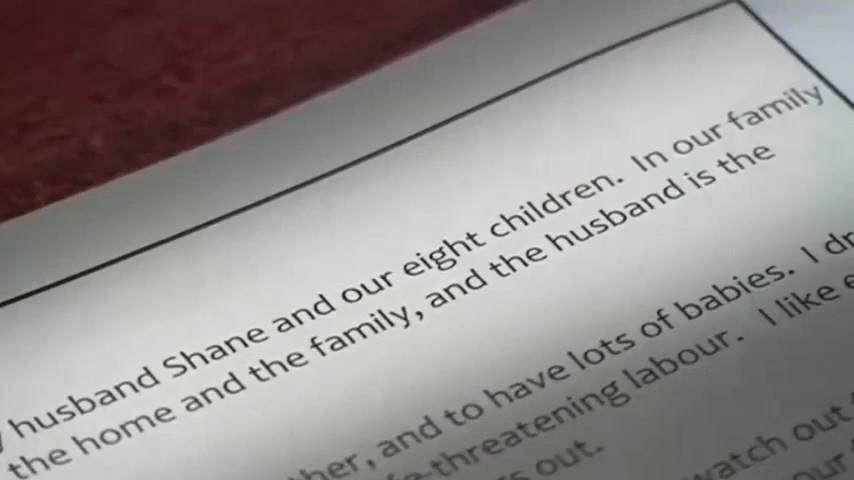 husband Shane and our eight children. In our family
the home and the family, and the husband is the
and to have lots of babies. I
threatening labour. I like
out.
watch out